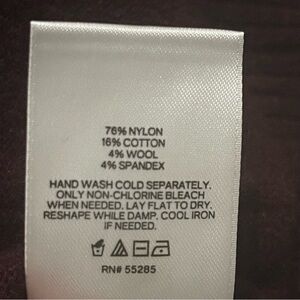 76% NYLON
16% COTTON
4% WOOL
4% SPANDEX
HAND WASH COLD SEPARATELY.
ONLY NON-CHLORINE BLEACH
WHEN NEEDED. LAY FLAT TO DRY.
RESHAPE WHILE DAMP. COOL IRON
IF NEEDED.
RN# 55285